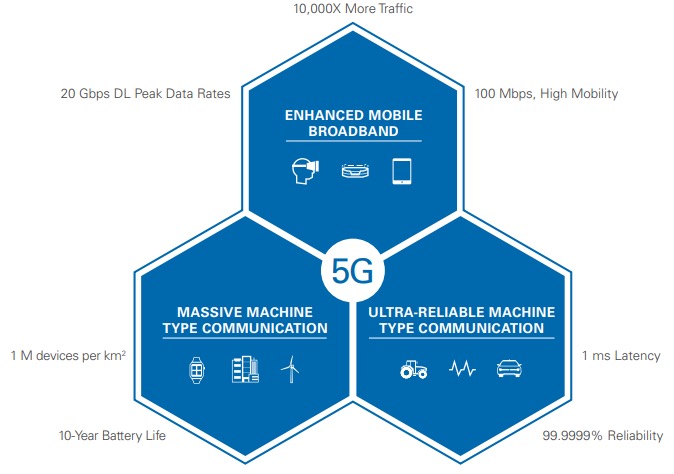 10,000X More Traffic
20 Gbps DL Peak Data Rates
100 Mbps, High Mobility
ENHANCED MOBILE
BROADBAND
5G
MASSIVE MACHINE
TYPE COMMUNICATION
ULTRA-RELIABLE MACHINE
TYPE COMMUNICATION
1 M devices per km²
1 ms Latency
10-Year Battery Life
99.9999% Reliability